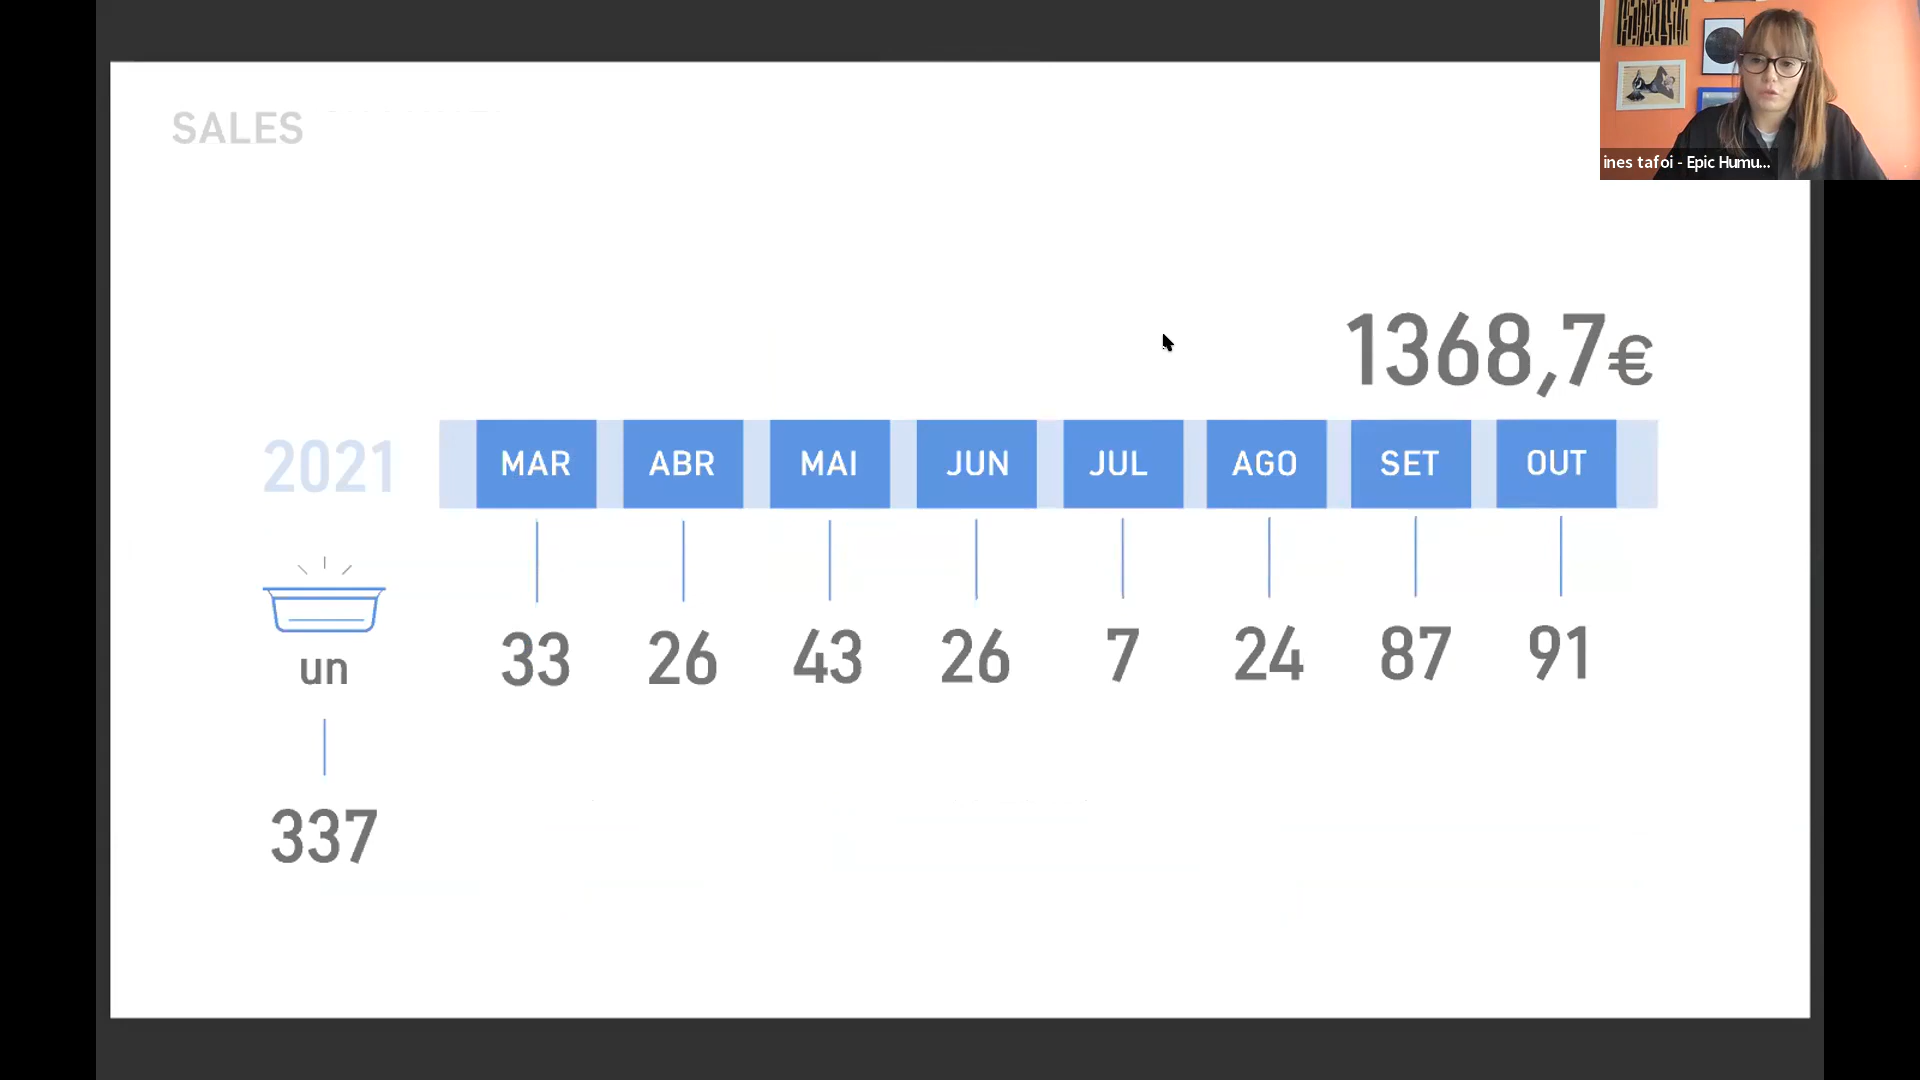 SALES
ines tafoi - Epic Humu...
1368,7€
2021 MAR ABR MAI JUN JUL AGO SET OUT
un 33 26 43 26 7 24 87 91
337